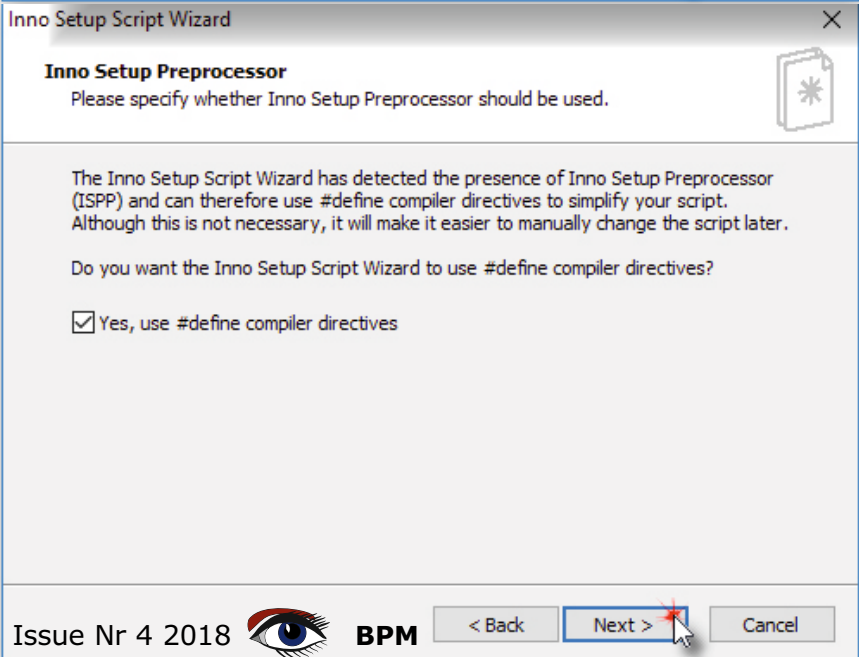 Inno Setup Script Wizard
Inno Setup Preprocessor
Please specify whether Inno Setup Preprocessor should be used.
The Inno Setup Script Wizard has detected the presence of Inno Setup Preprocessor
(ISPP) and can therefore use #define compiler directives to simplify your script.
Although this is not necessary, it will make it easier to manually change the script later.
Do you want the Inno Setup Script Wizard to use #define compiler directives?
Yes, use #define compiler directives
Issue Nr 4 2018 BPM < Back Next > Cancel